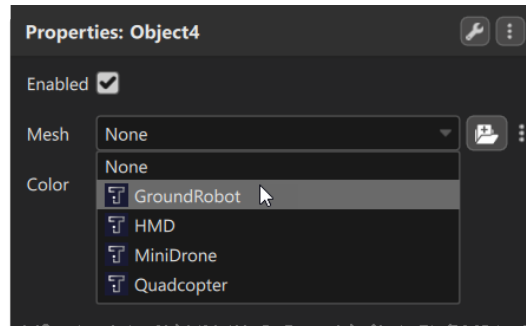 Properties: Object4
Enabled
Mesh None
None
Color
GroundRobot
HMD
MiniDrone
Quadcopter